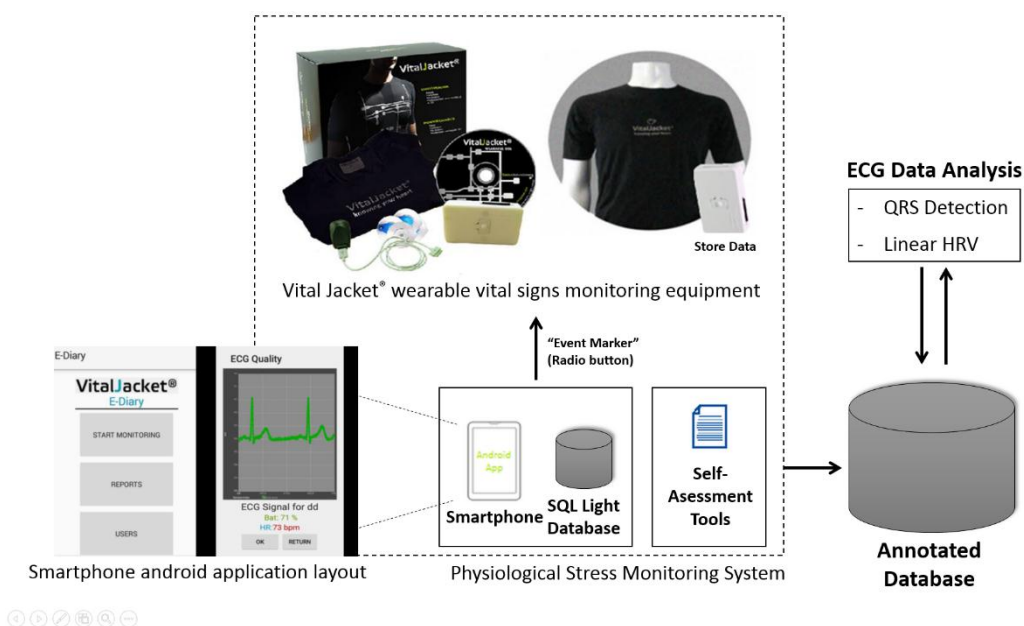 VitalJacket®
VitalJacket®
VitalJacket®
VitalJacket®
Store Data
Vital Jacket® wearable vital signs monitoring equipment
ECG Data Analysis
- QRS Detection
- Linear HRV
"Event Marker"
(Radio button)
E-Diary
VitalJacket®
E-Diary
START MONITORING
REPORTS
USERS
ECG Quality
ECG Signal for dd
Bat: 71 %
HR:73 bpm
OK
RETURN
Smartphone android application layout
Android
App
Smartphone
SQL Light
Database
Self-
Asessment
Tools
Physiological Stress Monitoring System
Annotated
Database